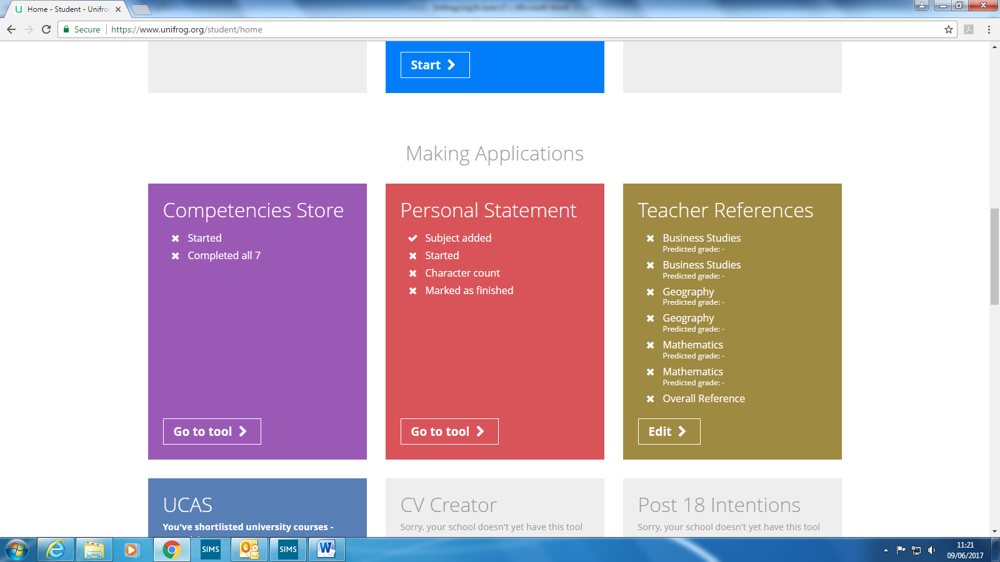 Home - Student - Unifro
Secure
https://www.unifrog.org/student/home
Start
Making Applications
Competencies Store
Started
Completed all 7
Go to tool
Personal Statement
Subject added
Started
Character count
Marked as finished
Go to tool
Teacher References
Business Studies
Predicted grade: -
Business Studies
Predicted grade: -
Geography
Predicted grade: -
Geography
Predicted grade: -
Mathematics
Predicted grade: -
Mathematics
Predicted grade: -
Overall Reference
Edit
UCAS
You've shortlisted university courses -
CV Creator
Sorry, your school doesn't yet have this tool
Post 18 Intentions
Sorry, your school doesn't yet have this tool
SIMS
SIMS
11:21
09/06/2017